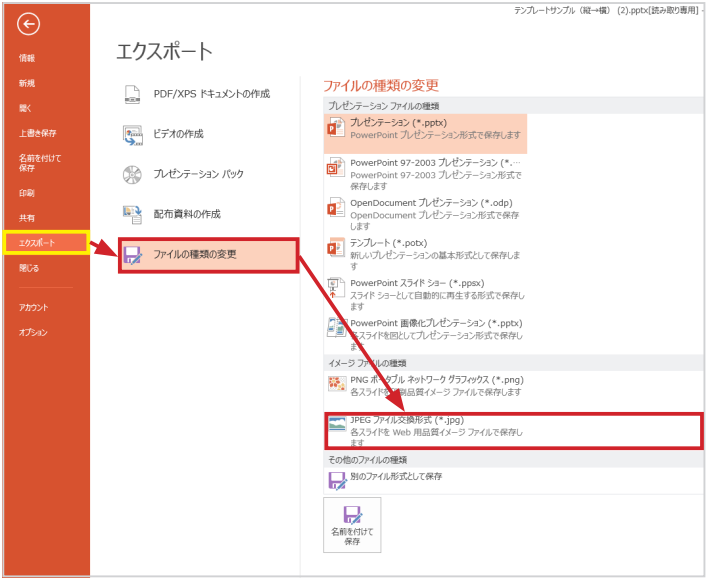 テンプレートサンプル（縦→横） (2).pptx[読み取り専用] -
情報
新規
開く
上書き保存
名前を付けて
保存
印刷
共有
エクスポート
閉じる
アカウント
オプション
エクスポート
PDF/XPS ドキュメントの作成
ビデオの作成
プレゼンテーション パック
配布資料の作成
ファイルの種類の変更
ファイルの種類の変更
プレゼンテーション ファイルの種類
プレゼンテーション (*.pptx)
PowerPoint プレゼンテーション形式で保存します
PowerPoint 97-2003 プレゼンテーション (*.…
PowerPoint 97-2003 プレゼンテーション形式で
保存します
OpenDocument プレゼンテーション (*.odp)
OpenDocument プレゼンテーション形式で保存
します
テンプレート (*.potx)
新しいプレゼンテーションの基本形式として保存しま
す
PowerPoint スライド ショー (*.ppsx)
スライド ショーとして自動的に再生する形式で保存し
ます
PowerPoint 画像化プレゼンテーション (*.pptx)
各スライドを図としてプレゼンテーション形式で保存し
ます
イメージ ファイルの種類
PNG ポータブル ネットワーク グラフィックス (*.png)
各スライドを印刷品質イメージ ファイルで保存します
JPEG ファイル交換形式 (*.jpg)
各スライドを Web 用品質イメージ ファイルで保存し
ます
その他のファイルの種類
別のファイル形式として保存
名前を付けて
保存